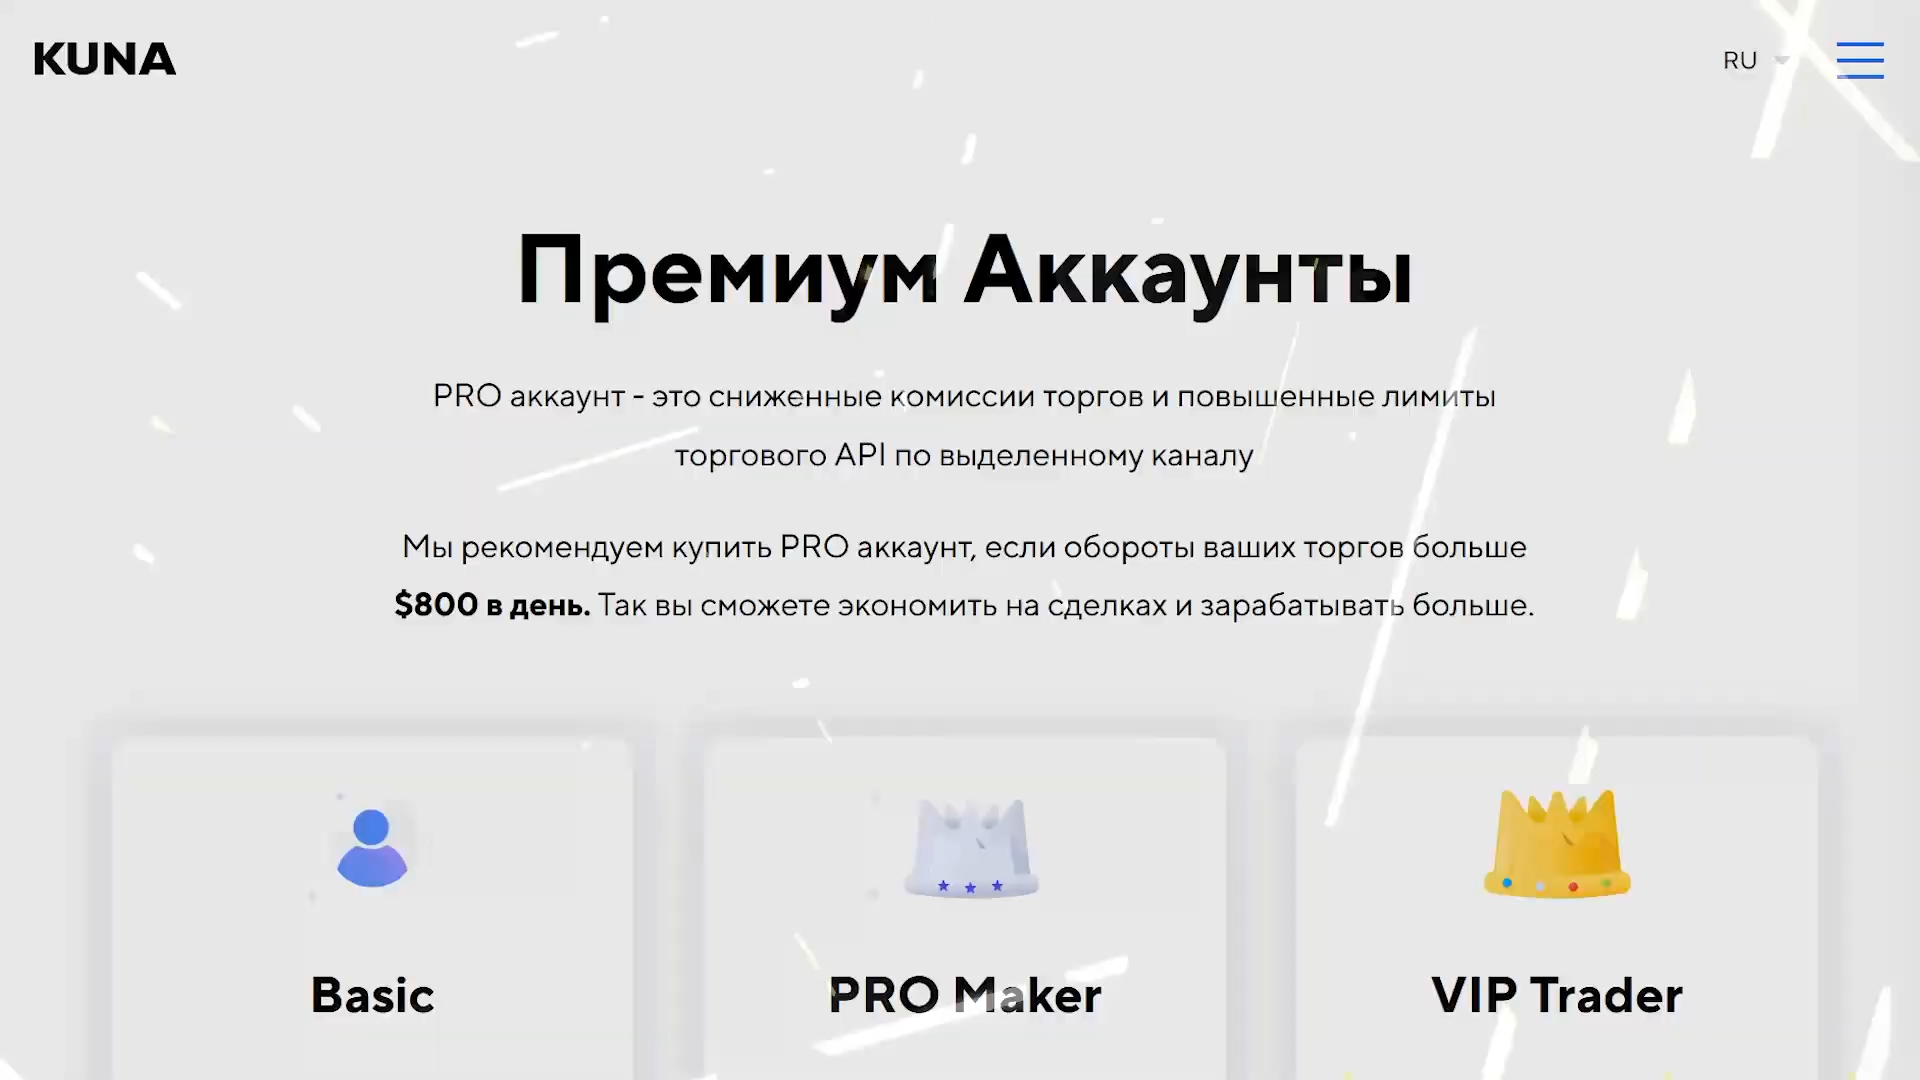 KUNA
RU
Премиум Аккаунты
PRO аккаунт - это сниженные комиссии торгов и повышенные лимиты
торгового API по выделенному каналу
Мы рекомендуем купить PRO аккаунт, если обороты ваших торгов больше
$800 в день. Так вы сможете экономить на сделках и зарабатывать больше.
Basic
PRO Maker
VIP Trader